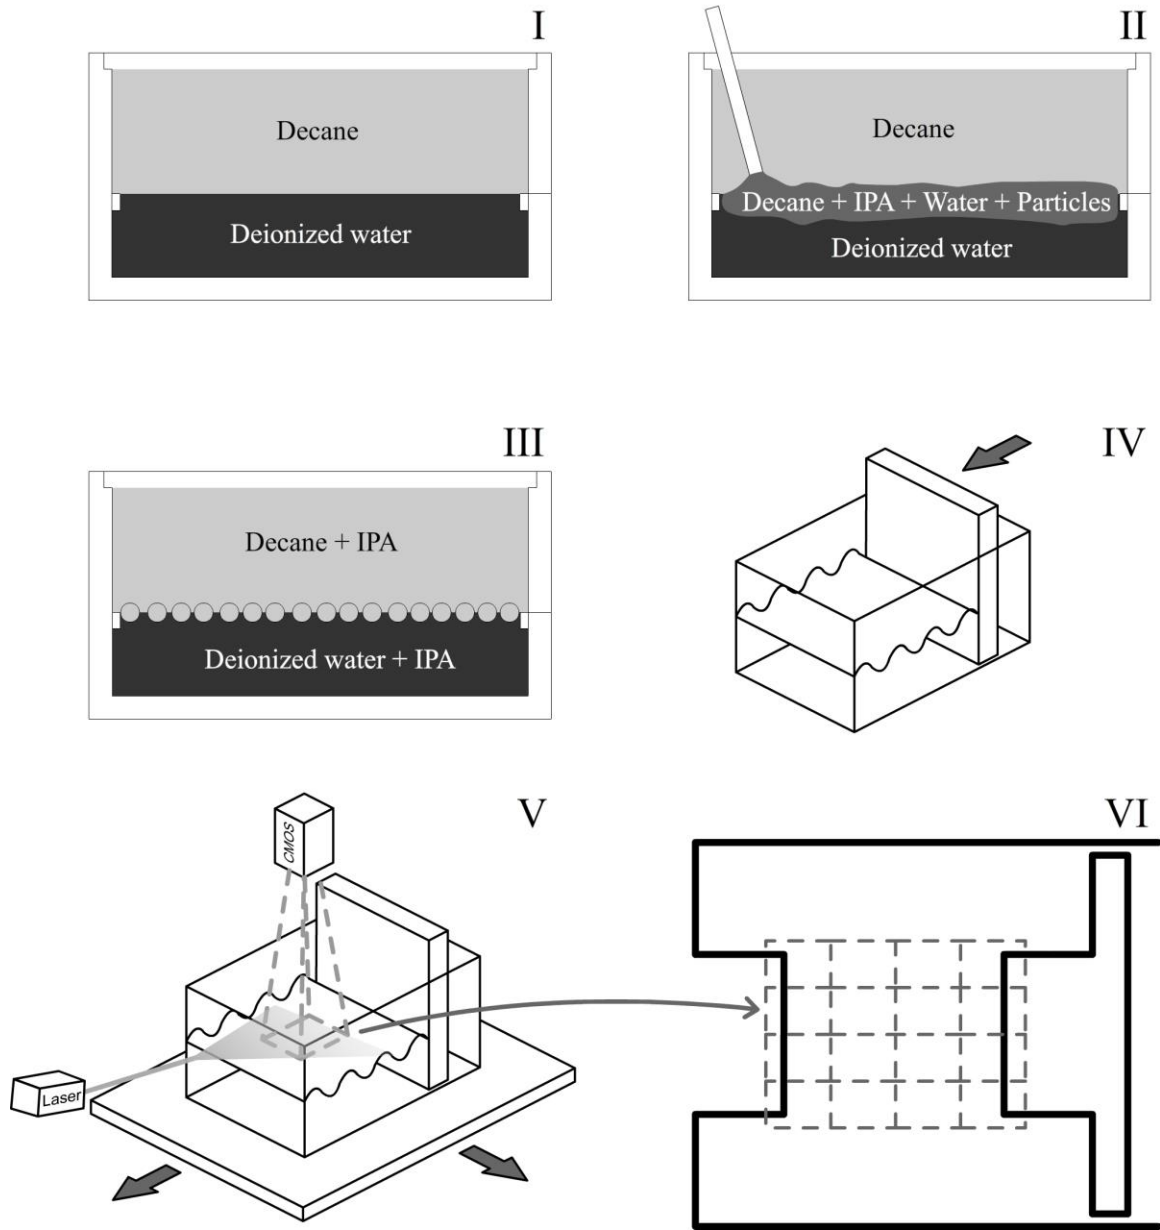 I
Decane
Deionized water
II
Decane
Decane + IPA + Water + Particles
Deionized water
III
Decane + IPA
Deionized water + IPA
IV
V
CMOS
Laser
VI